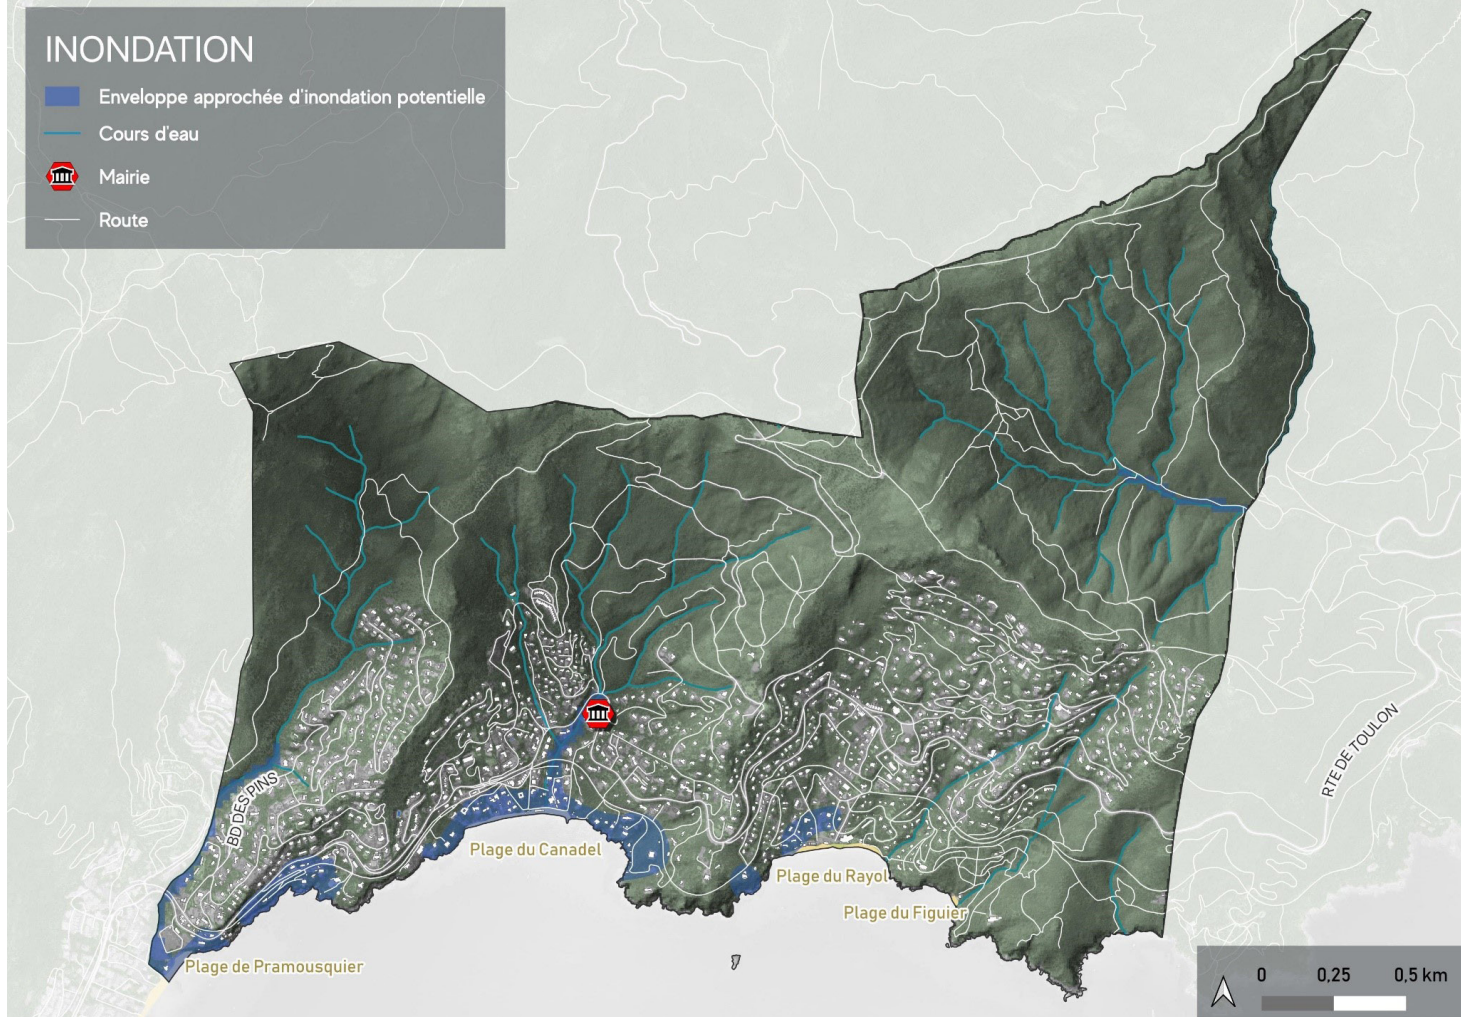 INONDATION
Enveloppe approchée d'inondation potentielle
Cours d'eau
Mairie
Route
RTE DE TOULON
BD DES PINS
Plage du Canadel
Plage du Rayol
Plage du Figuier
Plage de Pramousquier
0 0,25 0,5 km